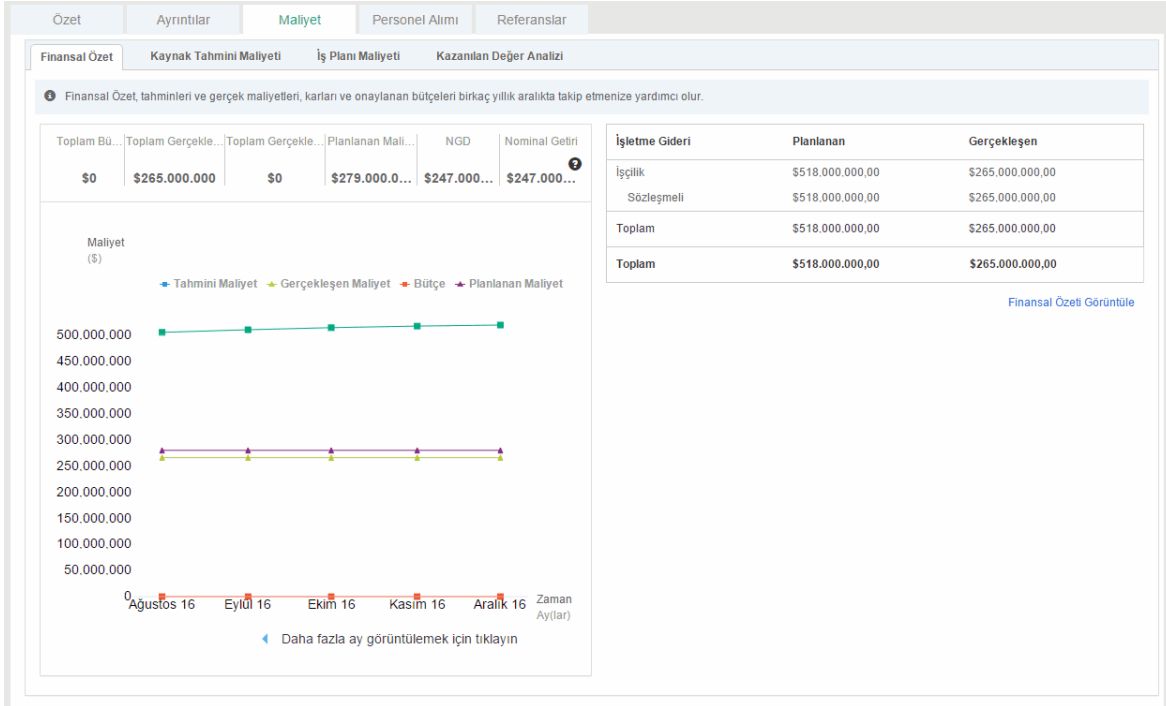 Özet Ayrıntılar Maliyet Personel Alımı Referanslar
Finansal Özet Kaynak Tahmini Maliyeti İş Planı Maliyeti Kazanılan Değer Analizi
Finansal Özet, tahminleri ve gerçek maliyetleri, karları ve onaylanan bütçeleri birkaç yıllık aralıkta takip etmenize yardımcı olur.
Toplam Bü... Toplam Gerçekle... Toplam Gerçekle... Planlanan Mali... NGD Nominal Getiri
$0 $265.000.000 $0 $279.000.0... $247.000... $247.000...
Maliyet
($)
Tahmini Maliyet Gerçekleşen Maliyet Bütçe Planlanan Maliyet
500,000,000
450,000,000
400,000,000
350,000,000
300,000,000
250,000,000
200,000,000
150,000,000
100,000,000
50,000,000
0
Ağustos 16 Eylül 16 Ekim 16 Kasım 16 Aralık 16
Zaman
Ay(lar)
Daha fazla ay görüntülemek için tıklayın
İşletme Gideri Planlanan Gerçekleşen
İşçilik $518.000.000,00 $265.000.000,00
Sözleşmeli $518.000.000,00 $265.000.000,00
Toplam $518.000.000,00 $265.000.000,00
Toplam $518.000.000,00 $265.000.000,00
Finansal Özeti Görüntüle